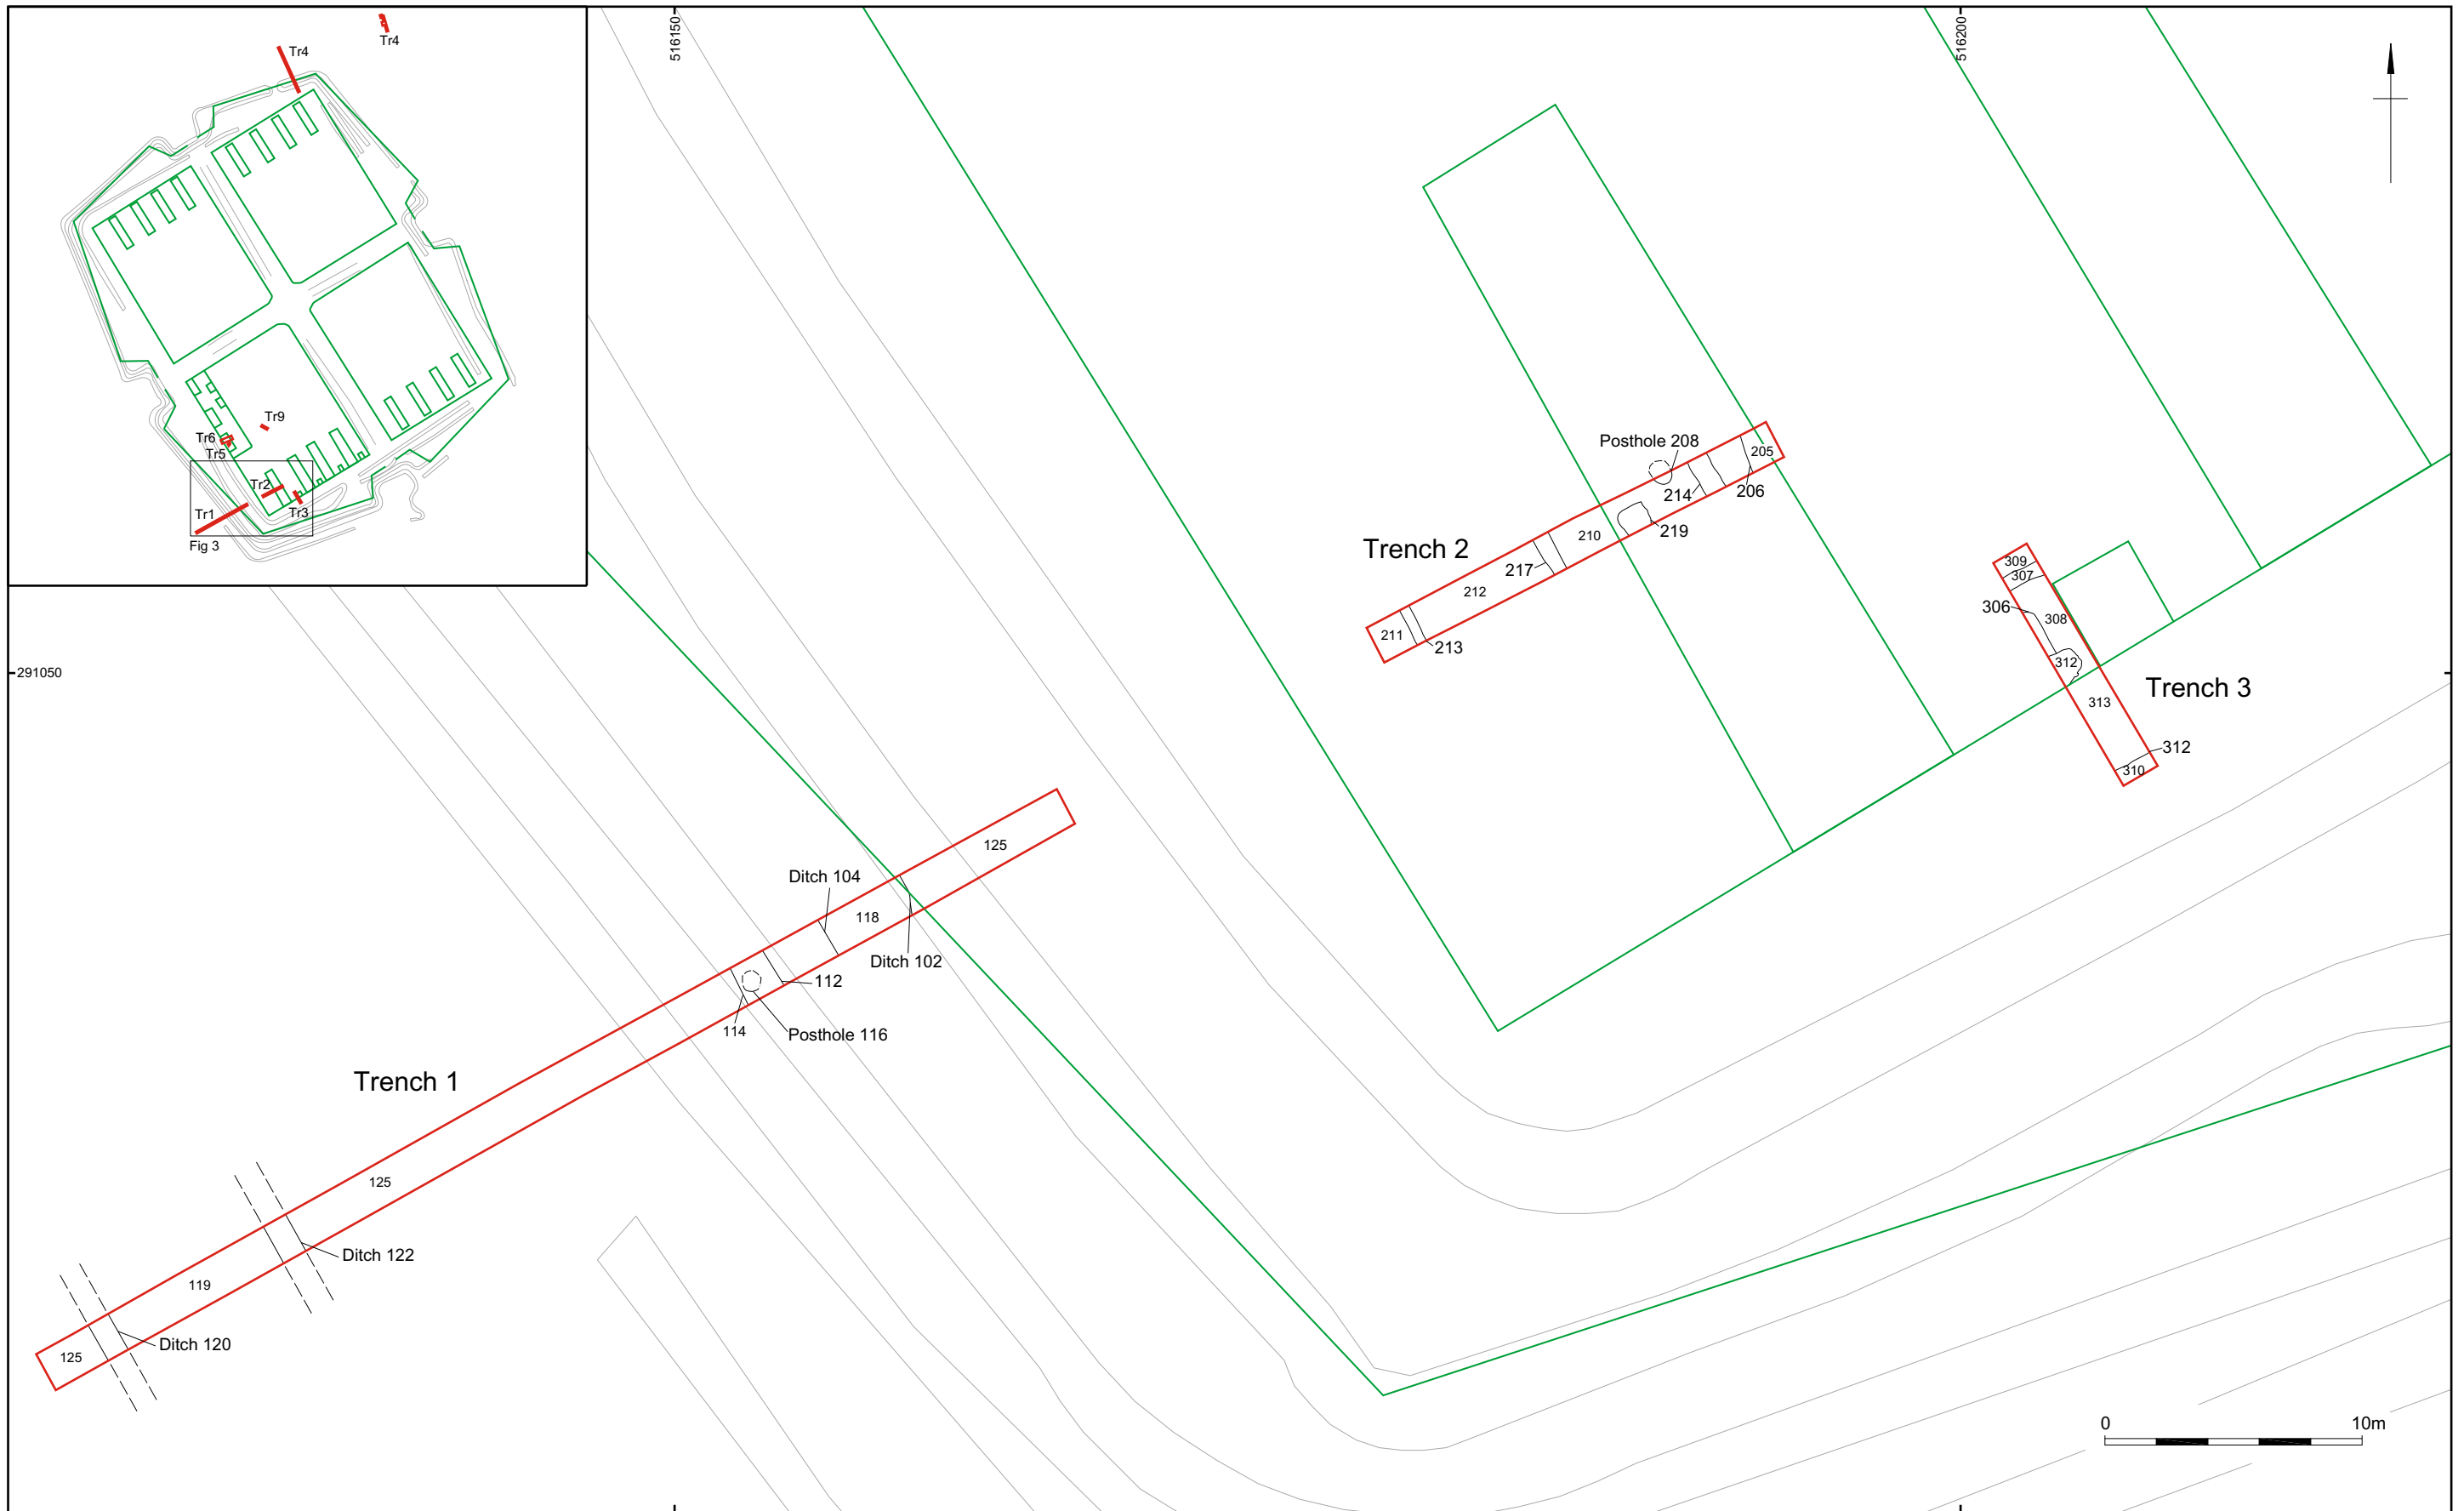 516150
516200
Tr4
Tr4
Tr9
Tr6
Tr5
Tr2
Tr1
Tr3
Fig 3
291050
Posthole 208
205
214
206
219
210
Trench 2
217
212
211
213
309
307
306
308
312
313
Trench 3
312
310
125
Ditch 104
118
Ditch 102
112
114
Posthole 116
Trench 1
125
Ditch 122
119
Ditch 120
125
0 10m